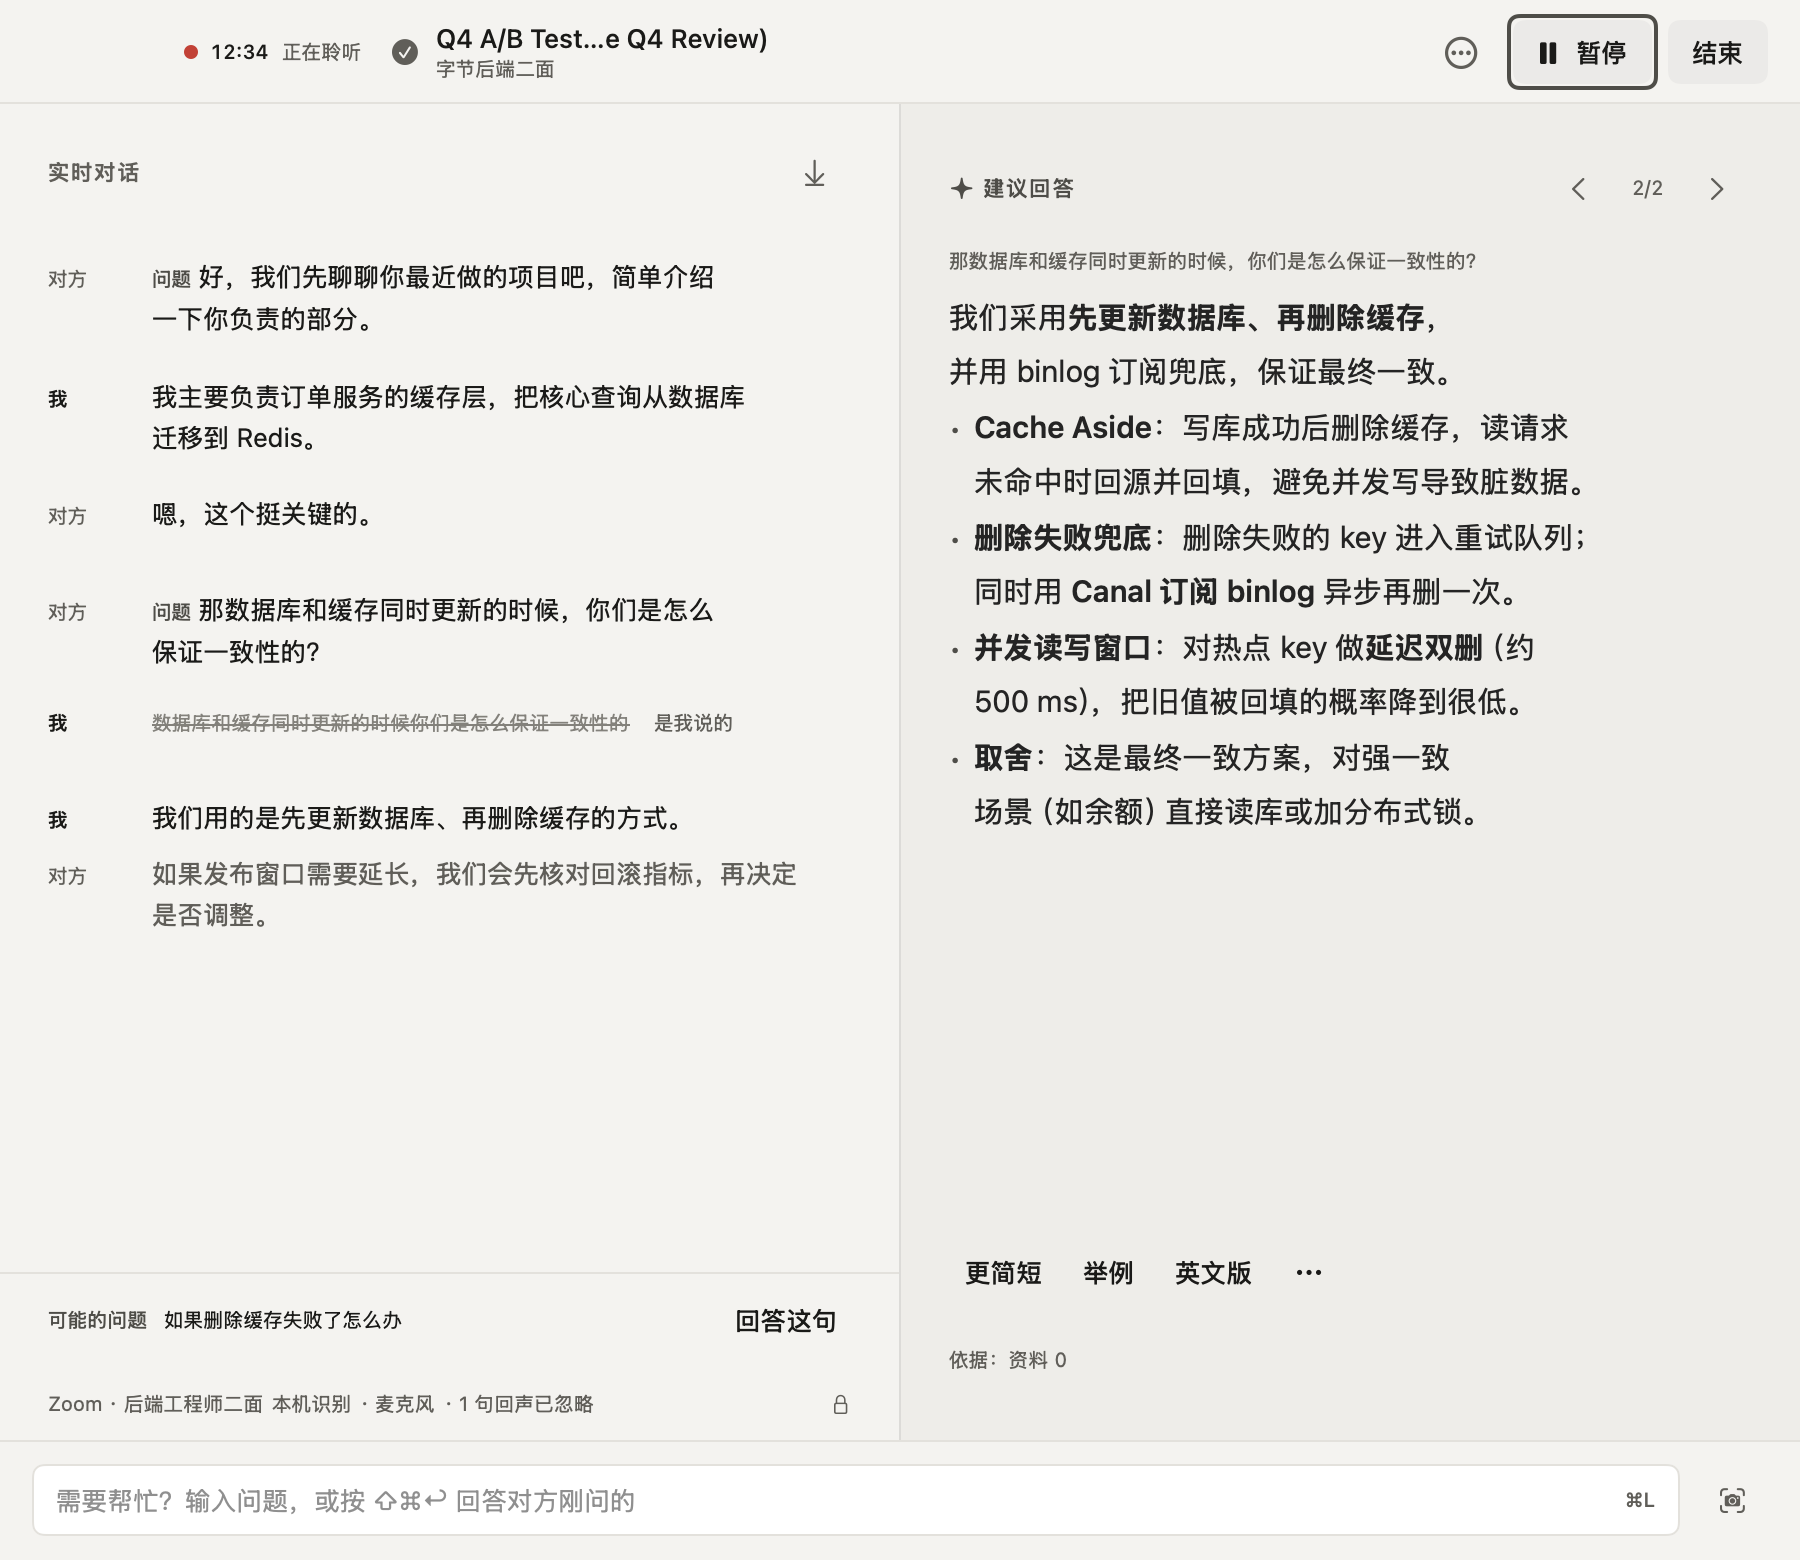 12:34 正在聆听
Q4 A/B Test...e Q4 Review)
字节后端二面
暂停
结束
实时对话
对方
问题 好，我们先聊聊你最近做的项目吧，简单介绍
一下你负责的部分。
我
我主要负责订单服务的缓存层，把核心查询从数据库
迁移到 Redis。
对方
嗯，这个挺关键的。
对方
问题 那数据库和缓存同时更新的时候，你们是怎么
保证一致性的？
我
数据库和缓存同时更新的时候你们是怎么保证一致性的 是我说的
我
我们用的是先更新数据库、再删除缓存的方式。
对方
如果发布窗口需要延长，我们会先核对回滚指标，再决定
是否调整。
可能的问题 如果删除缓存失败了怎么办
回答这句
Zoom · 后端工程师二面 本机识别 · 麦克风 · 1 句回声已忽略
建议回答
2/2
那数据库和缓存同时更新的时候，你们是怎么保证一致性的？
我们采用先更新数据库、再删除缓存，
并用 binlog 订阅兜底，保证最终一致。
· Cache Aside：写库成功后删除缓存，读请求
未命中时回源并回填，避免并发写导致脏数据。
· 删除失败兜底：删除失败的 key 进入重试队列；
同时用 Canal 订阅 binlog 异步再删一次。
· 并发读写窗口：对热点 key 做延迟双删（约
500 ms），把旧值被回填的概率降到很低。
· 取舍：这是最终一致方案，对强一致
场景（如余额）直接读库或加分布式锁。
更简短
举例
英文版
···
依据：资料 0
需要帮忙？输入问题，或按 ⇧⌘↩ 回答对方刚问的
⌘L